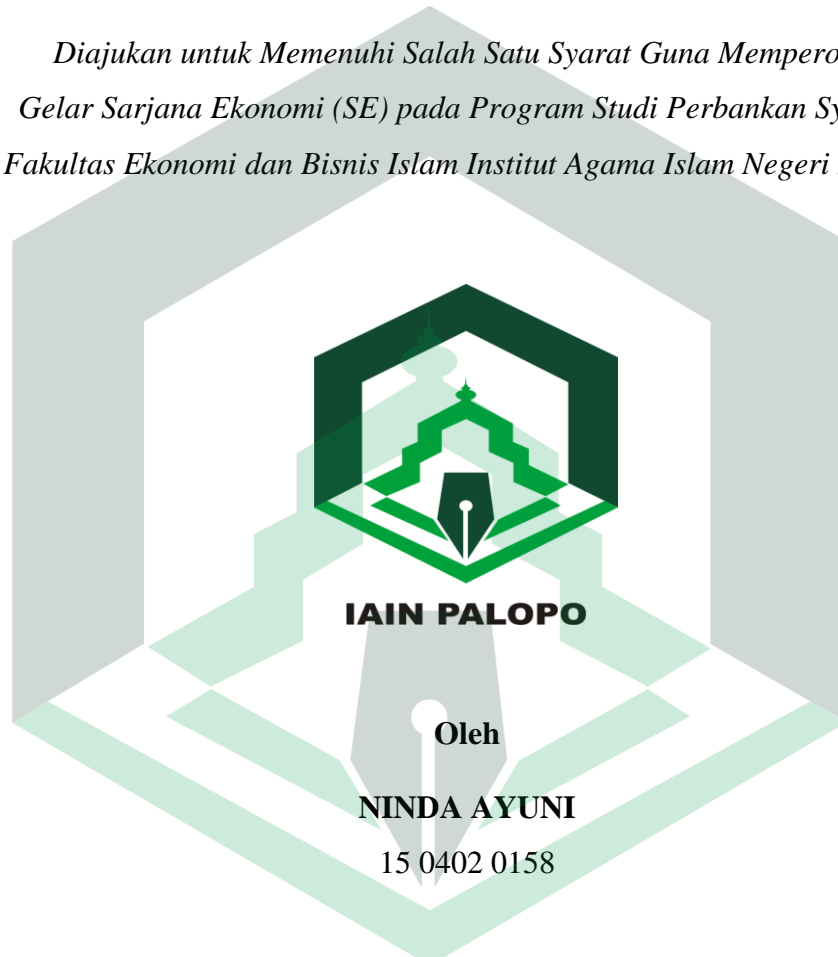 Diajukan untuk Memenuhi Salah Satu Syarat Guna Mempero
Gelar Sarjana Ekonomi (SE) pada Program Studi Perbankan Sy
Fakultas Ekonomi dan Bisnis Islam Institut Agama Islam Negeri
IAIN PALOPO
Oleh
NINDA AYUNI
15 0402 0158